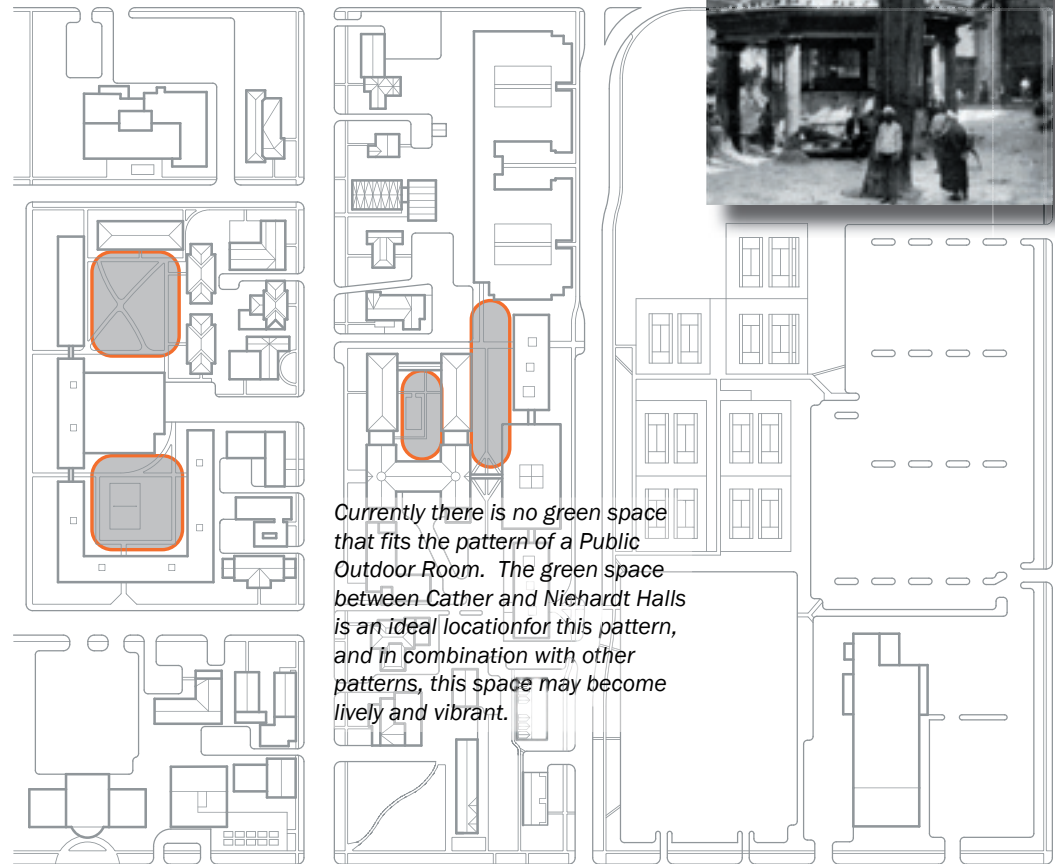 Currently there is no green space
that fits the pattern of a Public
Outdoor Room.  The green space
between Cather and Niehardt Halls
is an ideal locationfor this pattern,
and in combination with other
patterns, this space may become
lively and vibrant.